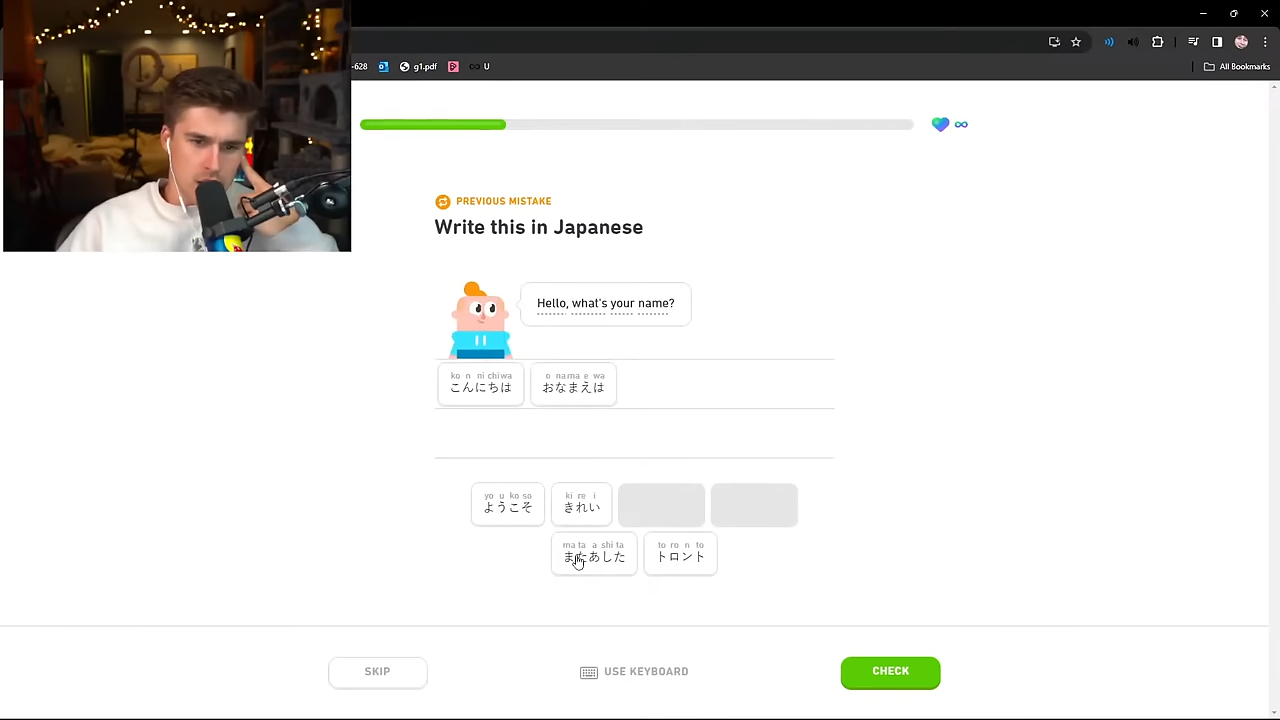 -628 g1.pdf U All Bookmarks
PREVIOUS MISTAKE
Write this in Japanese
Hello, what's your name?
ko n ni chi wa o na ma e wa
こんにちは おなまえは
yo u ko so ki re i
ようこそ きれい
ma ta a shi ta to ro n to
またあした トロント
SKIP USE KEYBOARD CHECK